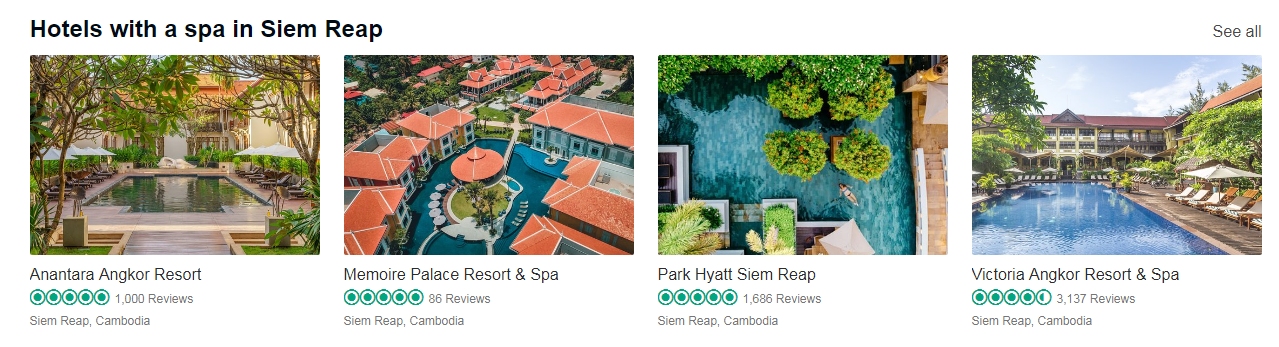 Hotels with a spa in Siem Reap
See all
Anantara Angkor Resort
1,000 Reviews
Siem Reap, Cambodia
Memoire Palace Resort & Spa
86 Reviews
Siem Reap, Cambodia
Park Hyatt Siem Reap
1,686 Reviews
Siem Reap, Cambodia
Victoria Angkor Resort & Spa
3,137 Reviews
Siem Reap, Cambodia